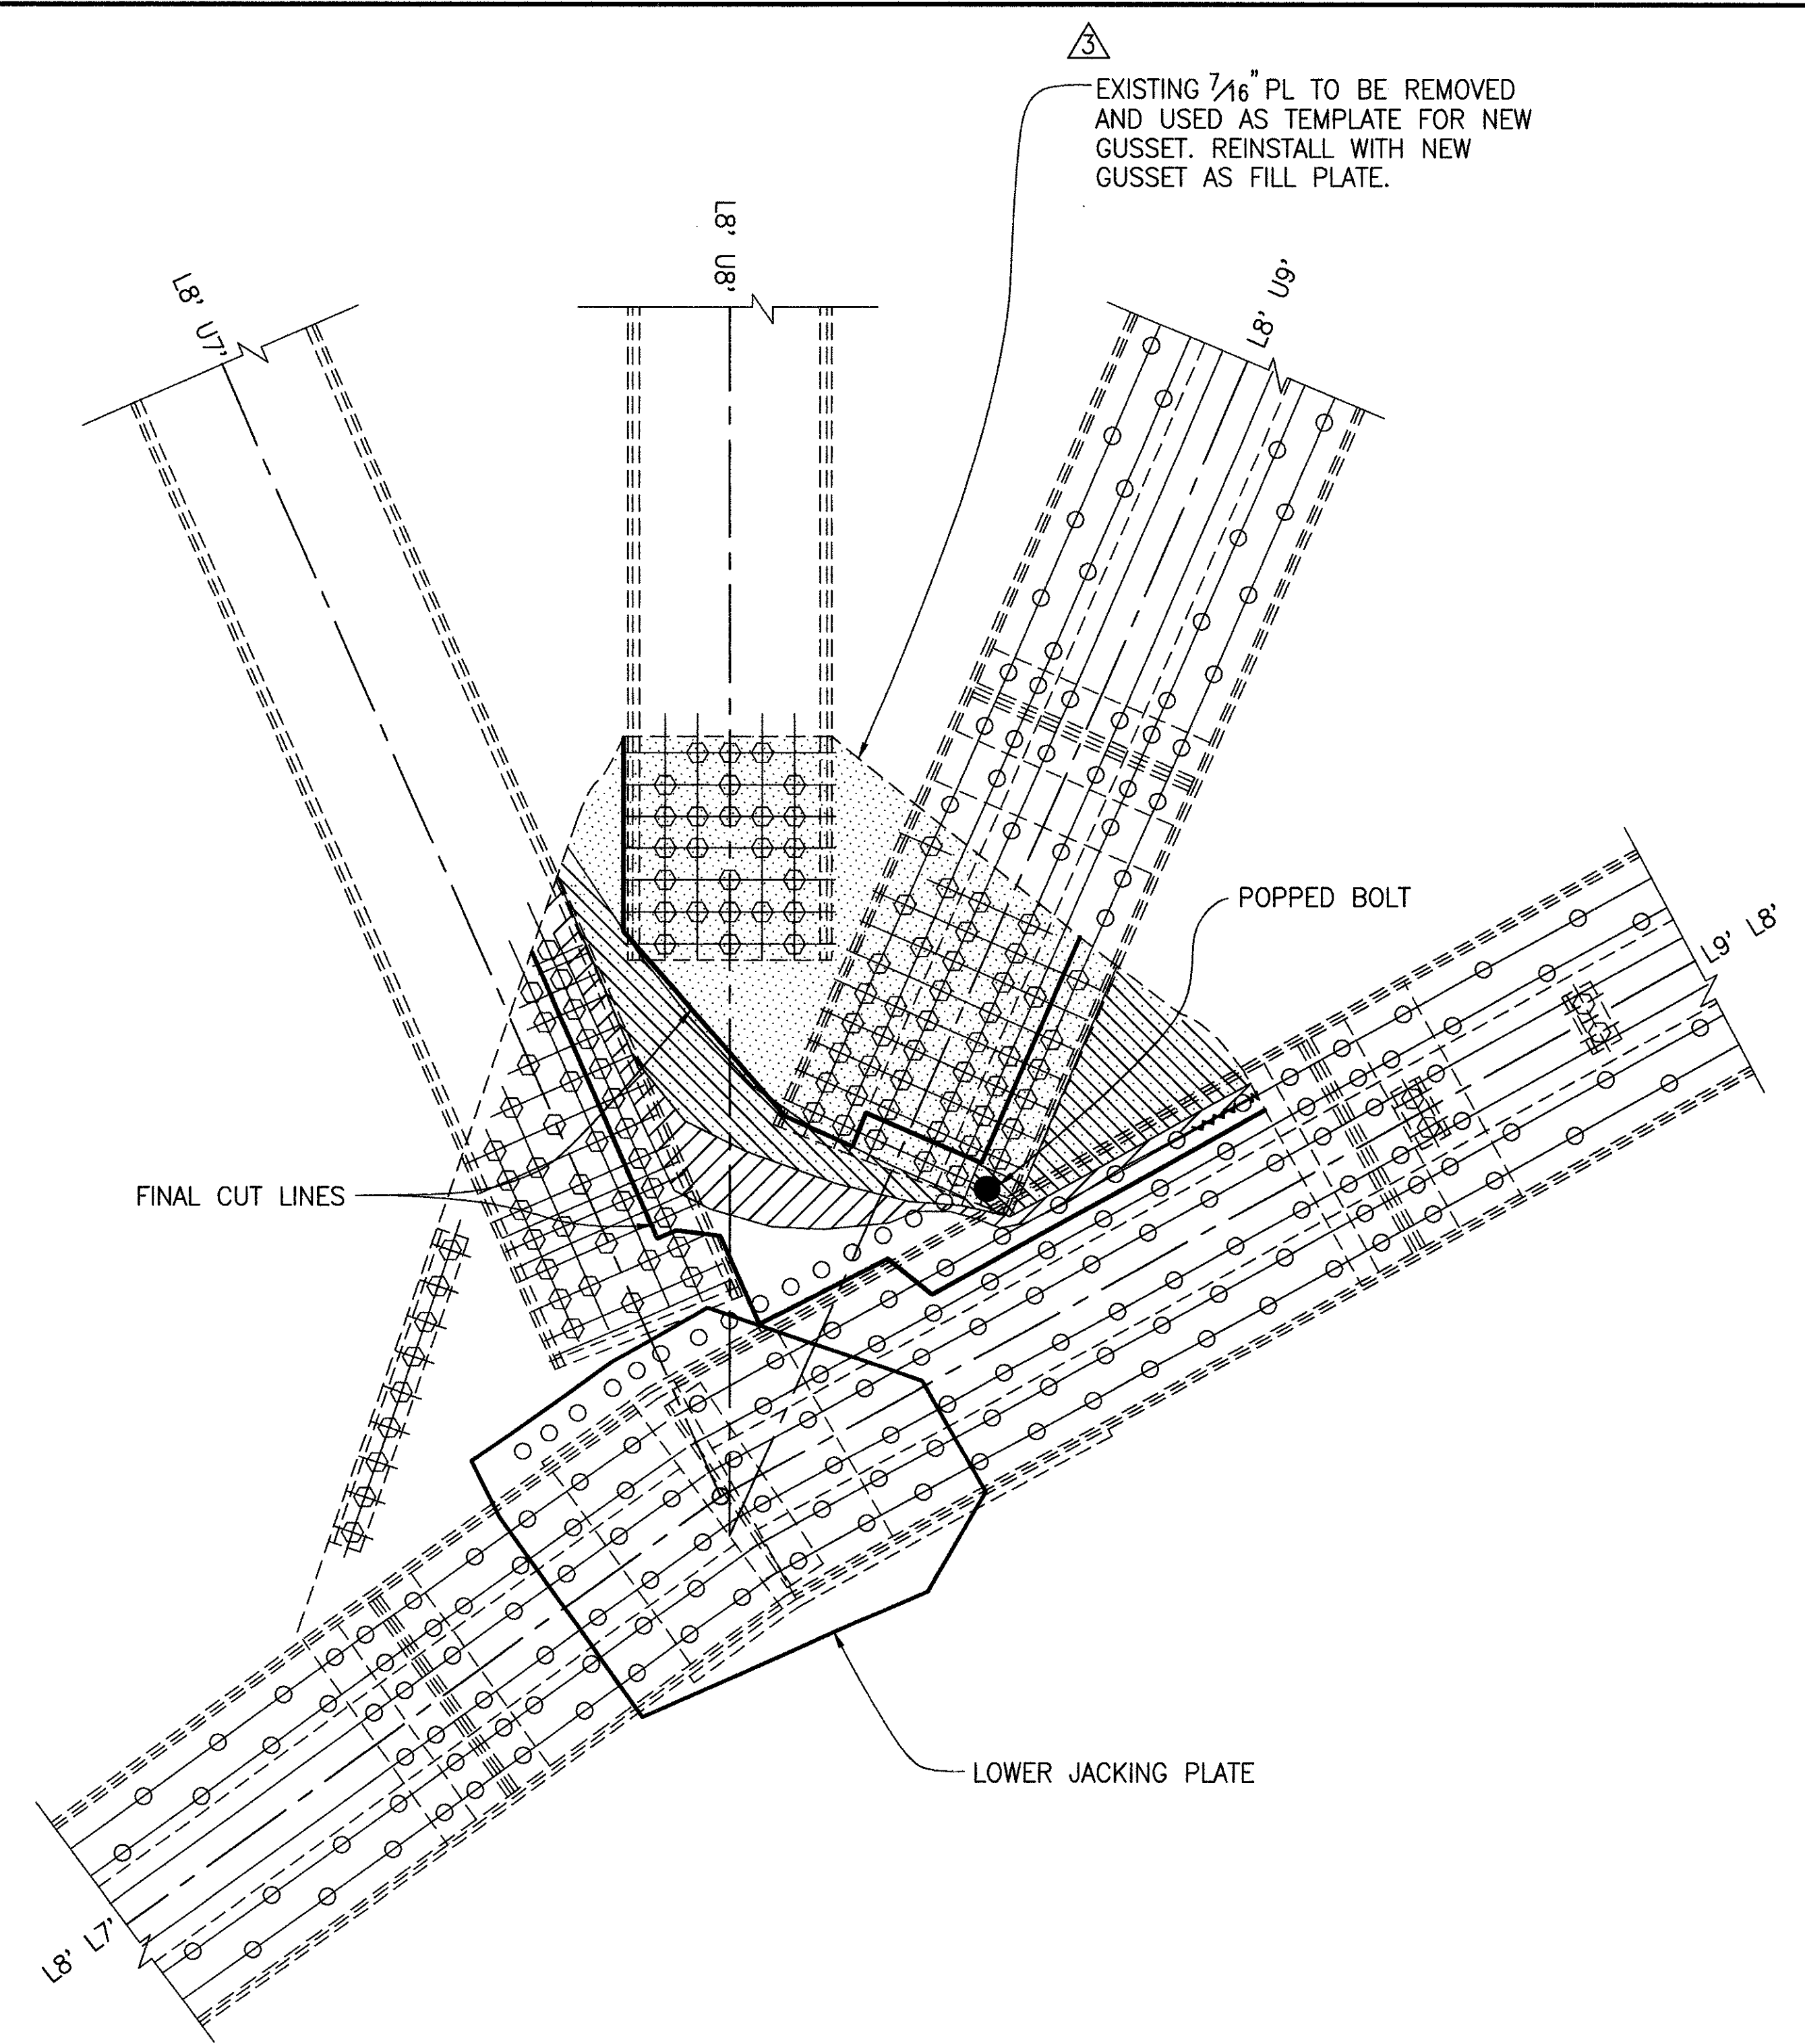 3
EXISTING 7/16" PL TO BE REMOVED
AND USED AS TEMPLATE FOR NEW
GUSSET. REINSTALL WITH NEW
GUSSET AS FILL PLATE.
L8' U7'
L8' U8'
L8' U9'
POPPED BOLT
L9' L8'
FINAL CUT LINES
LOWER JACKING PLATE
L8' L7'